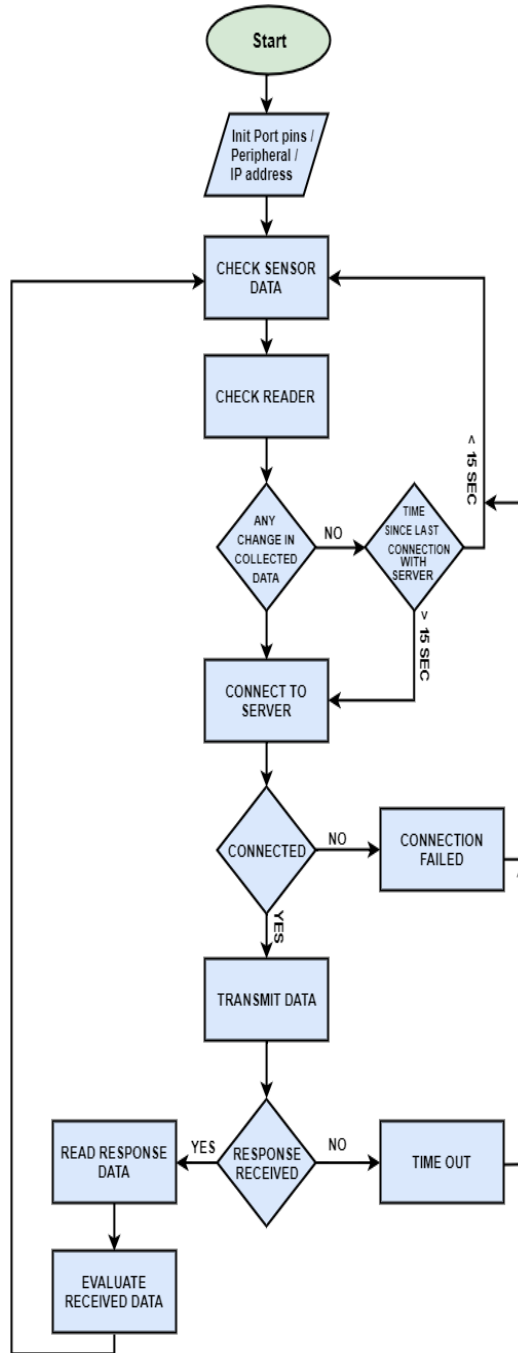 Start
Init Port pins /
Peripheral /
IP address
CHECK SENSOR
DATA
CHECK READER
< 15 SEC
ANY
CHANGE IN
COLLECTED
DATA
NO
TIME
SINCE LAST
CONNECTION
WITH
SERVER
> 15 SEC
CONNECT TO
SERVER
CONNECTED
NO
CONNECTION
FAILED
YES
TRANSMIT DATA
READ RESPONSE
DATA
YES
RESPONSE
RECEIVED
NO
TIME OUT
EVALUATE
RECEIVED DATA